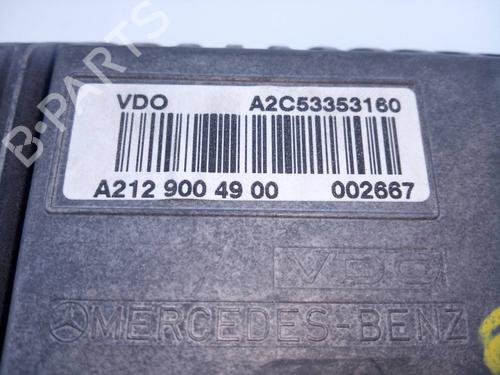 B-PARTS
VDO A2C53353160
A212 900 49 00 002667
VDO
MERCEDES-BENZ